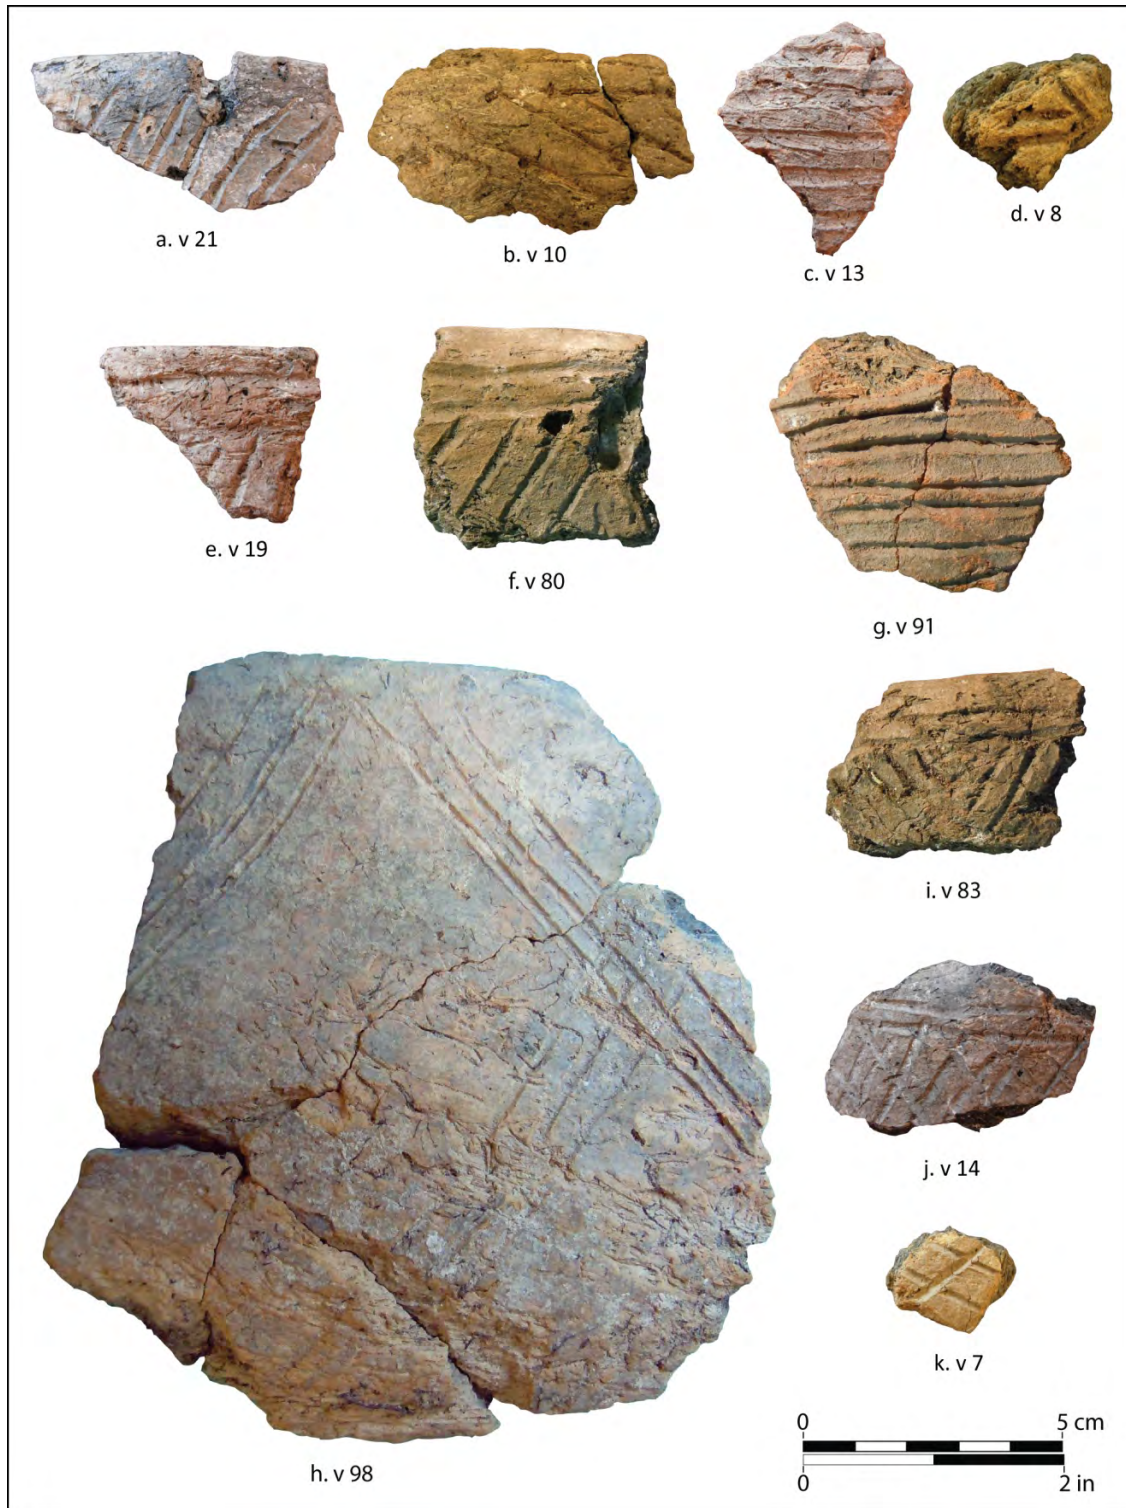 a. v 21
b. v 10
c. v 13
d. v 8
e. v 19
f. v 80
g. v 91
h. v 98
i. v 83
j. v 14
k. v 7
0 5 cm
0 2 in